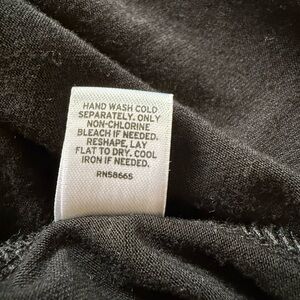 HAND WASH COLD
SEPARATELY. ONLY
NON-CHLORINE
BLEACH IF NEEDED.
RESHAPE, LAY
FLAT TO DRY. COOL
IRON IF NEEDED.
RN58665